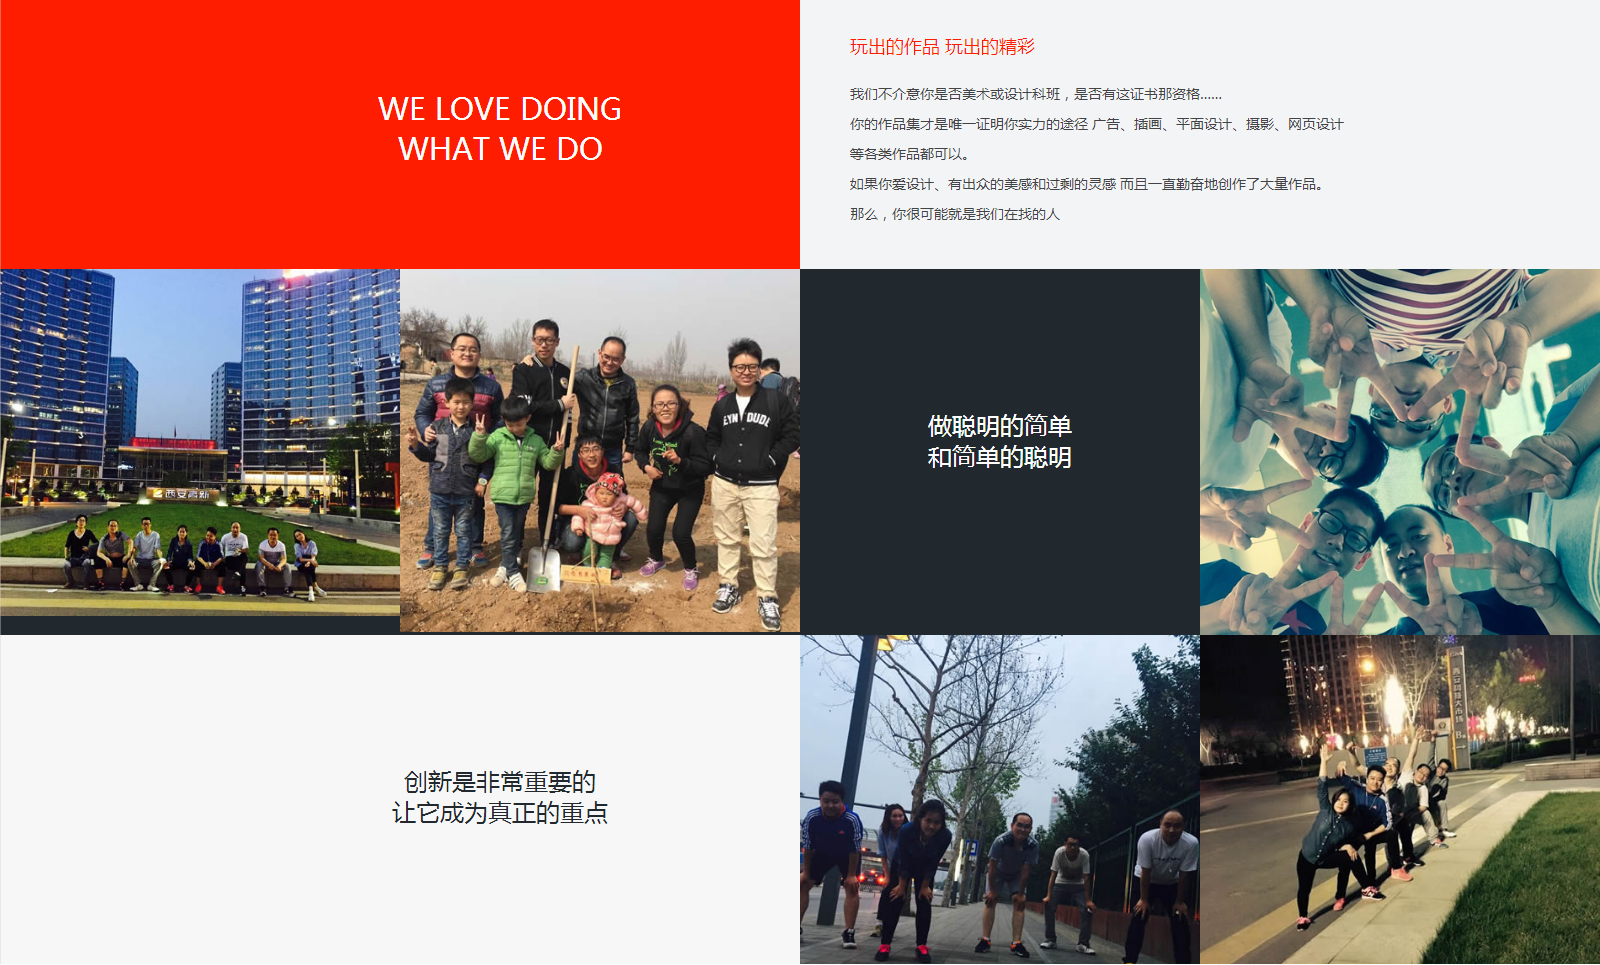 WE LOVE DOING
WHAT WE DO
玩出的作品 玩出的精彩
我们不介意你是否美术或设计科班，是否有这证书那资格......
你的作品集才是唯一证明你实力的途径 广告、插画、平面设计、摄影、网页设计
等各类作品都可以。
如果你爱设计、有出众的美感和过剩的灵感 而且一直勤奋地创作了大量作品。
那么，你很可能就是我们在找的人
西安高新
做聪明的简单
和简单的聪明
创新是非常重要的
让它成为真正的重点